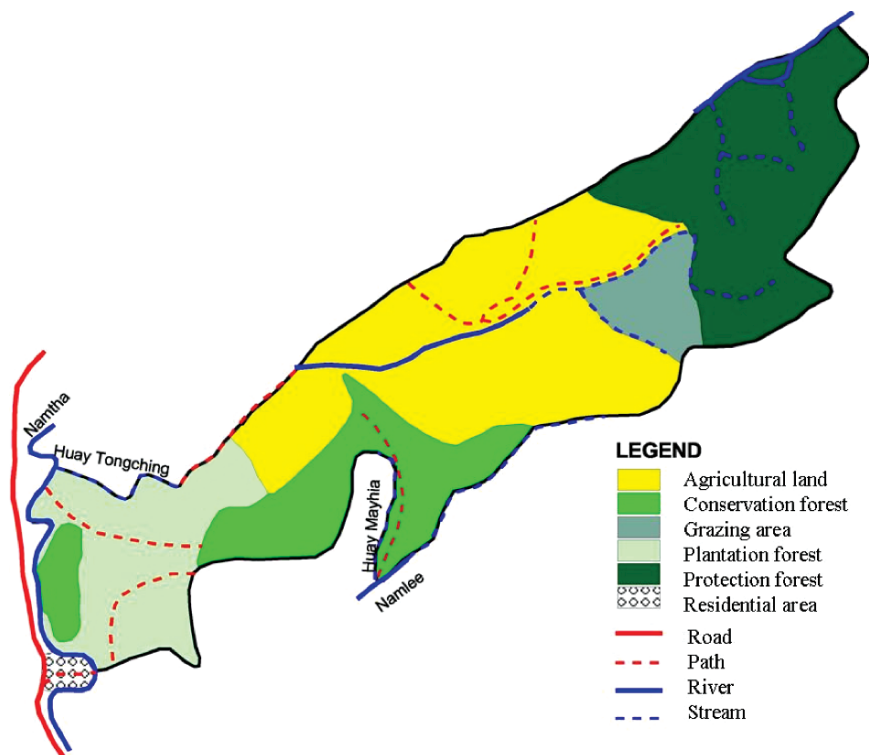 Namtha
Huay Tongching
Huay Mayhia
Namlee
LEGEND
Agricultural land
Conservation forest
Grazing area
Plantation forest
Protection forest
Residential area
Road
Path
River
Stream